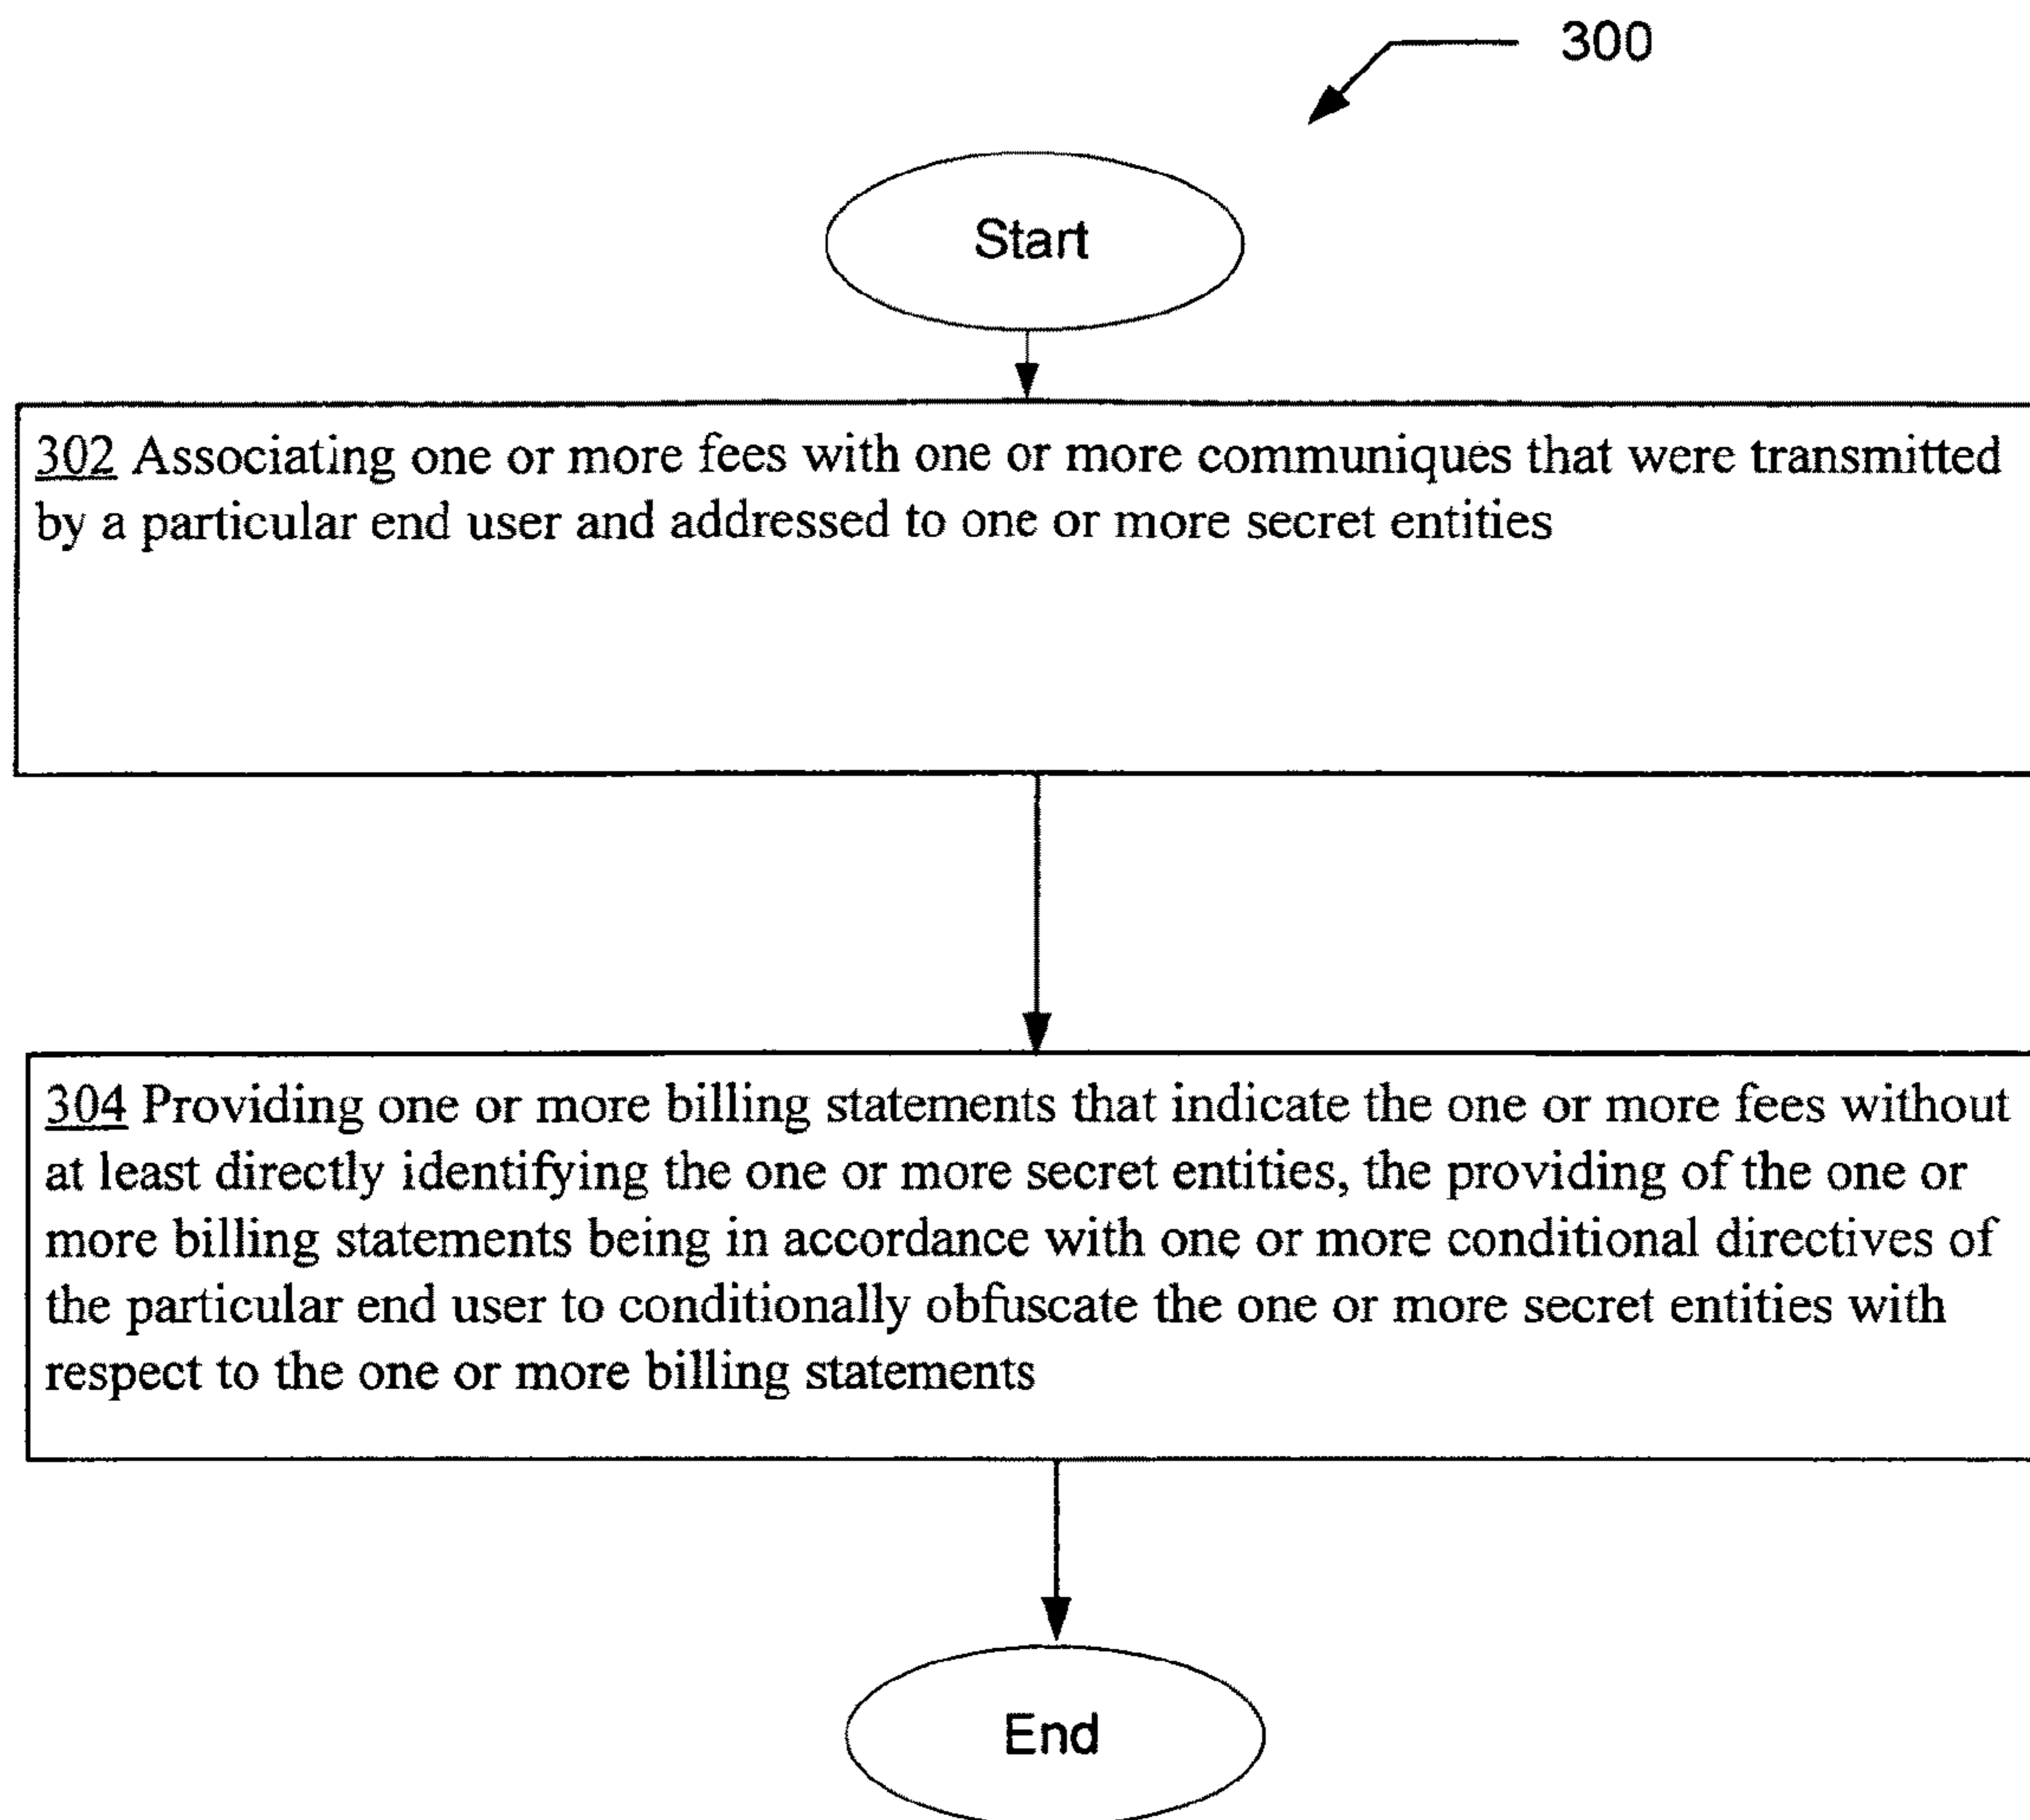 300
Start
302 Associating one or more fees with one or more communiques that were transmitted
by a particular end user and addressed to one or more secret entities
304 Providing one or more billing statements that indicate the one or more fees without
at least directly identifying the one or more secret entities, the providing of the one or
more billing statements being in accordance with one or more conditional directives of
the particular end user to conditionally obfuscate the one or more secret entities with
respect to the one or more billing statements
End